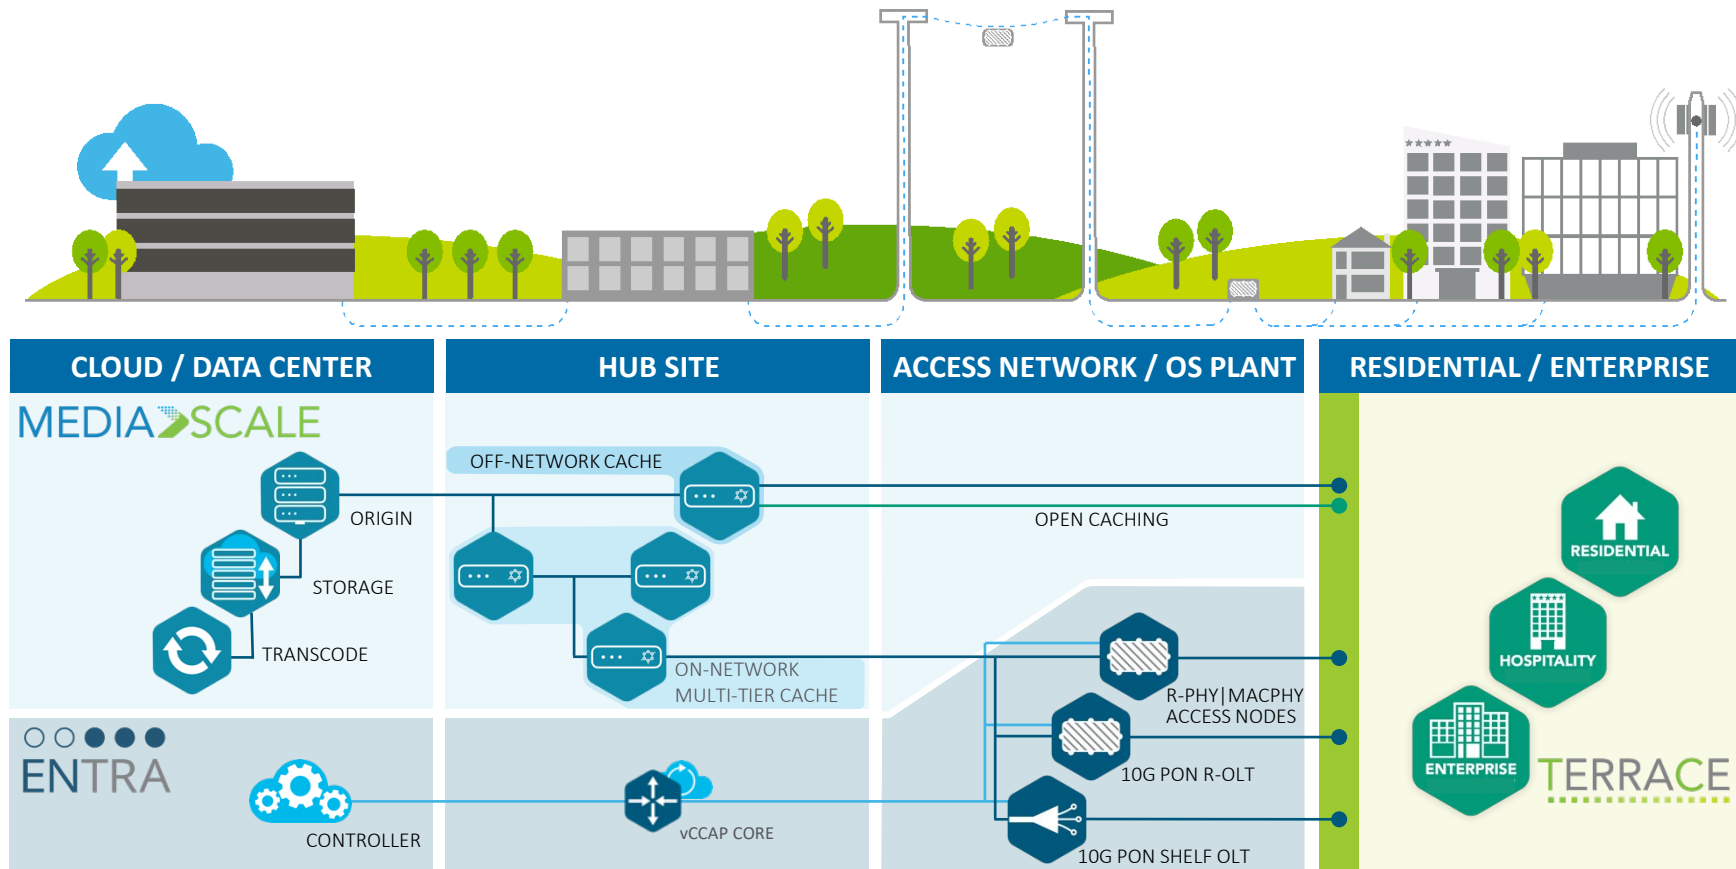 CLOUD / DATA CENTER
HUB SITE
ACCESS NETWORK / OS PLANT
RESIDENTIAL / ENTERPRISE
MEDIA SCALE
ORIGIN
STORAGE
TRANSCODE
OFF-NETWORK CACHE
ON-NETWORK
MULTI-TIER CACHE
OPEN CACHING
R-PHY|MACPHY
ACCESS NODES
10G PON R-OLT
10G PON SHELF OLT
ENTRA
CONTROLLER
vCCAP CORE
RESIDENTIAL
HOSPITALITY
ENTERPRISE
TERRACE